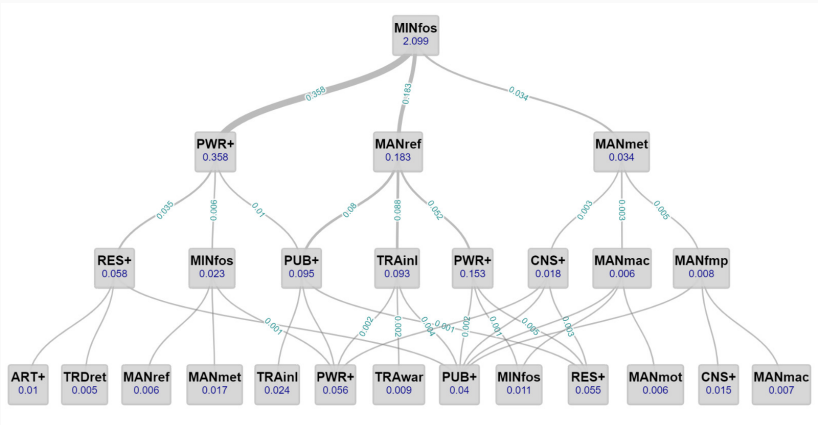 MINfos
2.099
0.358
0.183
0.034
PWR+
0.358
MANref
0.183
MANmet
0.034
0.035
0.006
0.01
0.08
0.088
0.052
0.003
0.003
0.005
RES+
0.058
MINfos
0.023
PUB+
0.095
TRAinl
0.093
PWR+
0.153
CNS+
0.018
MANmac
0.006
MANfmp
0.008
0.001
0.002
0.002
0.004
0.001
0.001
0.005
0.003
ART+
0.01
TRDret
0.005
MANref
0.006
MANmet
0.017
TRAinl
0.024
PWR+
0.056
TRAwar
0.009
PUB+
0.04
MINfos
0.011
RES+
0.055
MANmot
0.006
CNS+
0.015
MANmac
0.007